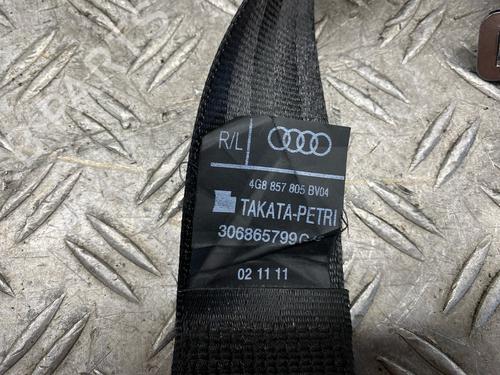 R/L
4G8 857 805 BV04
TAKATA-PETRI
306865799
02 11 11